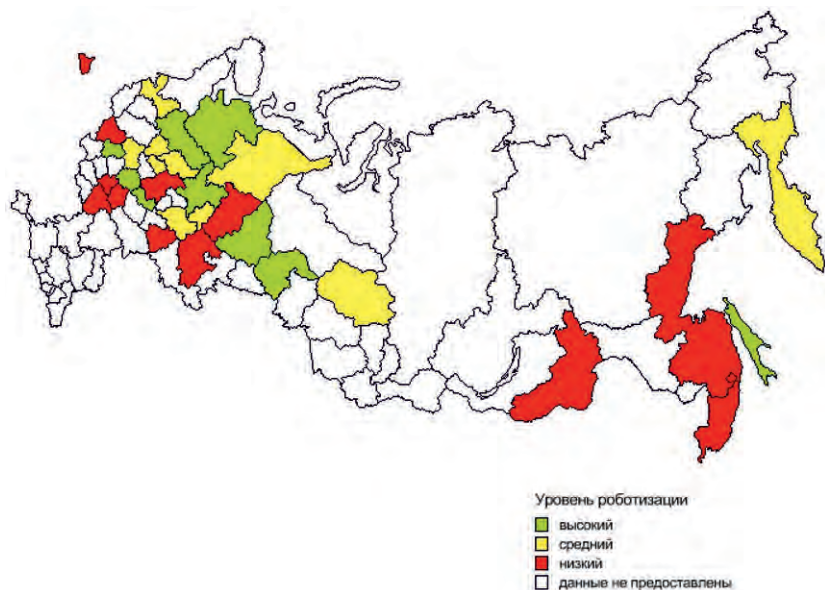 Уровень роботизации
высокий
средний
низкий
данные не предоставлены